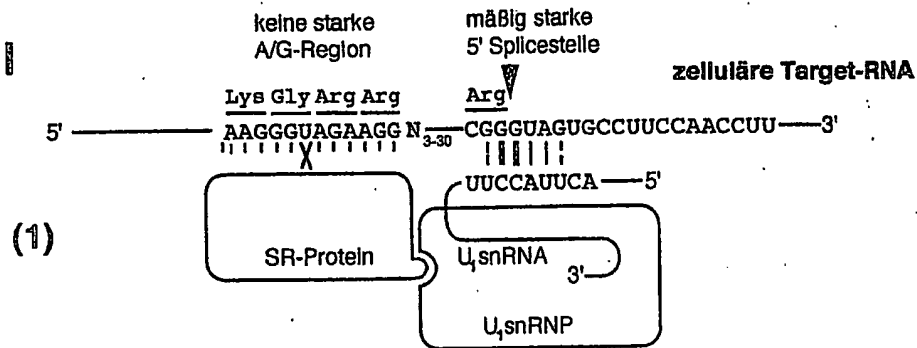 I
keine starke
A/G-Region
mäßig starke
5' Splicestelle
zelluläre Target-RNA
Lys Gly Arg Arg
Arg
5' AAGGGUAGAAGG N 3-30 CGGGUAGUGCCUUCCAACCUU 3'
X
UUCCAUUCA 5'
(1)
SR-Protein
U1snRNA
3'
U1snRNP